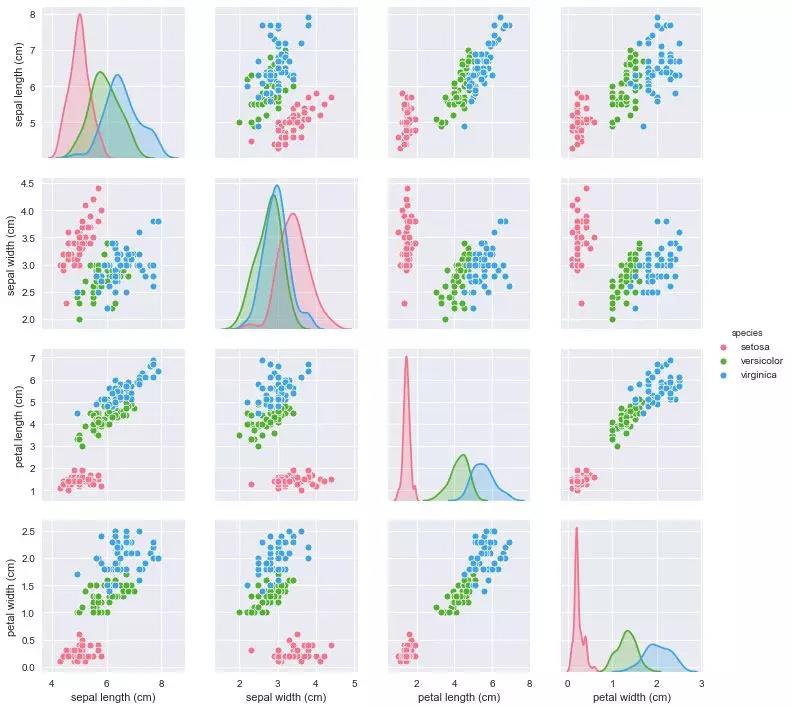 sepal length (cm)
8
7
6
5
sepal width (cm)
4.5
4.0
3.5
3.0
2.5
2.0
species
setosa
versicolor
virginica
petal length (cm)
7
6
5
4
3
2
1
petal width (cm)
2.5
2.0
1.5
1.0
0.5
0.0
4 6 8
sepal length (cm)
2 3 4 5
sepal width (cm)
2 4 6 8
petal length (cm)
0 1 2 3
petal width (cm)